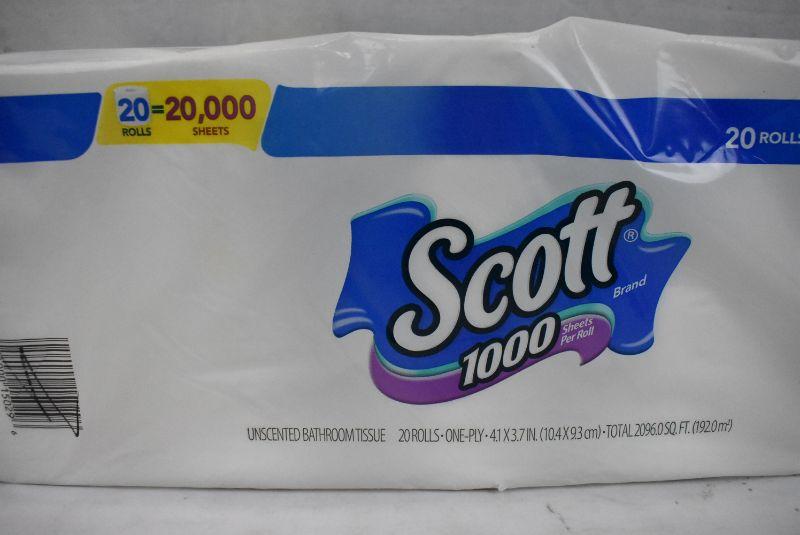 20=20,000
ROLLS SHEETS
20 ROLLS
Scott®
Brand
1000 Sheets
Per Roll
UNSCENTED BATHROOM TISSUE 20 ROLLS • ONE-PLY • 4.1 X 3.7 IN. (10.4 X 9.3 cm) • TOTAL 2096.0 SQ. FT. (192.0 m²)